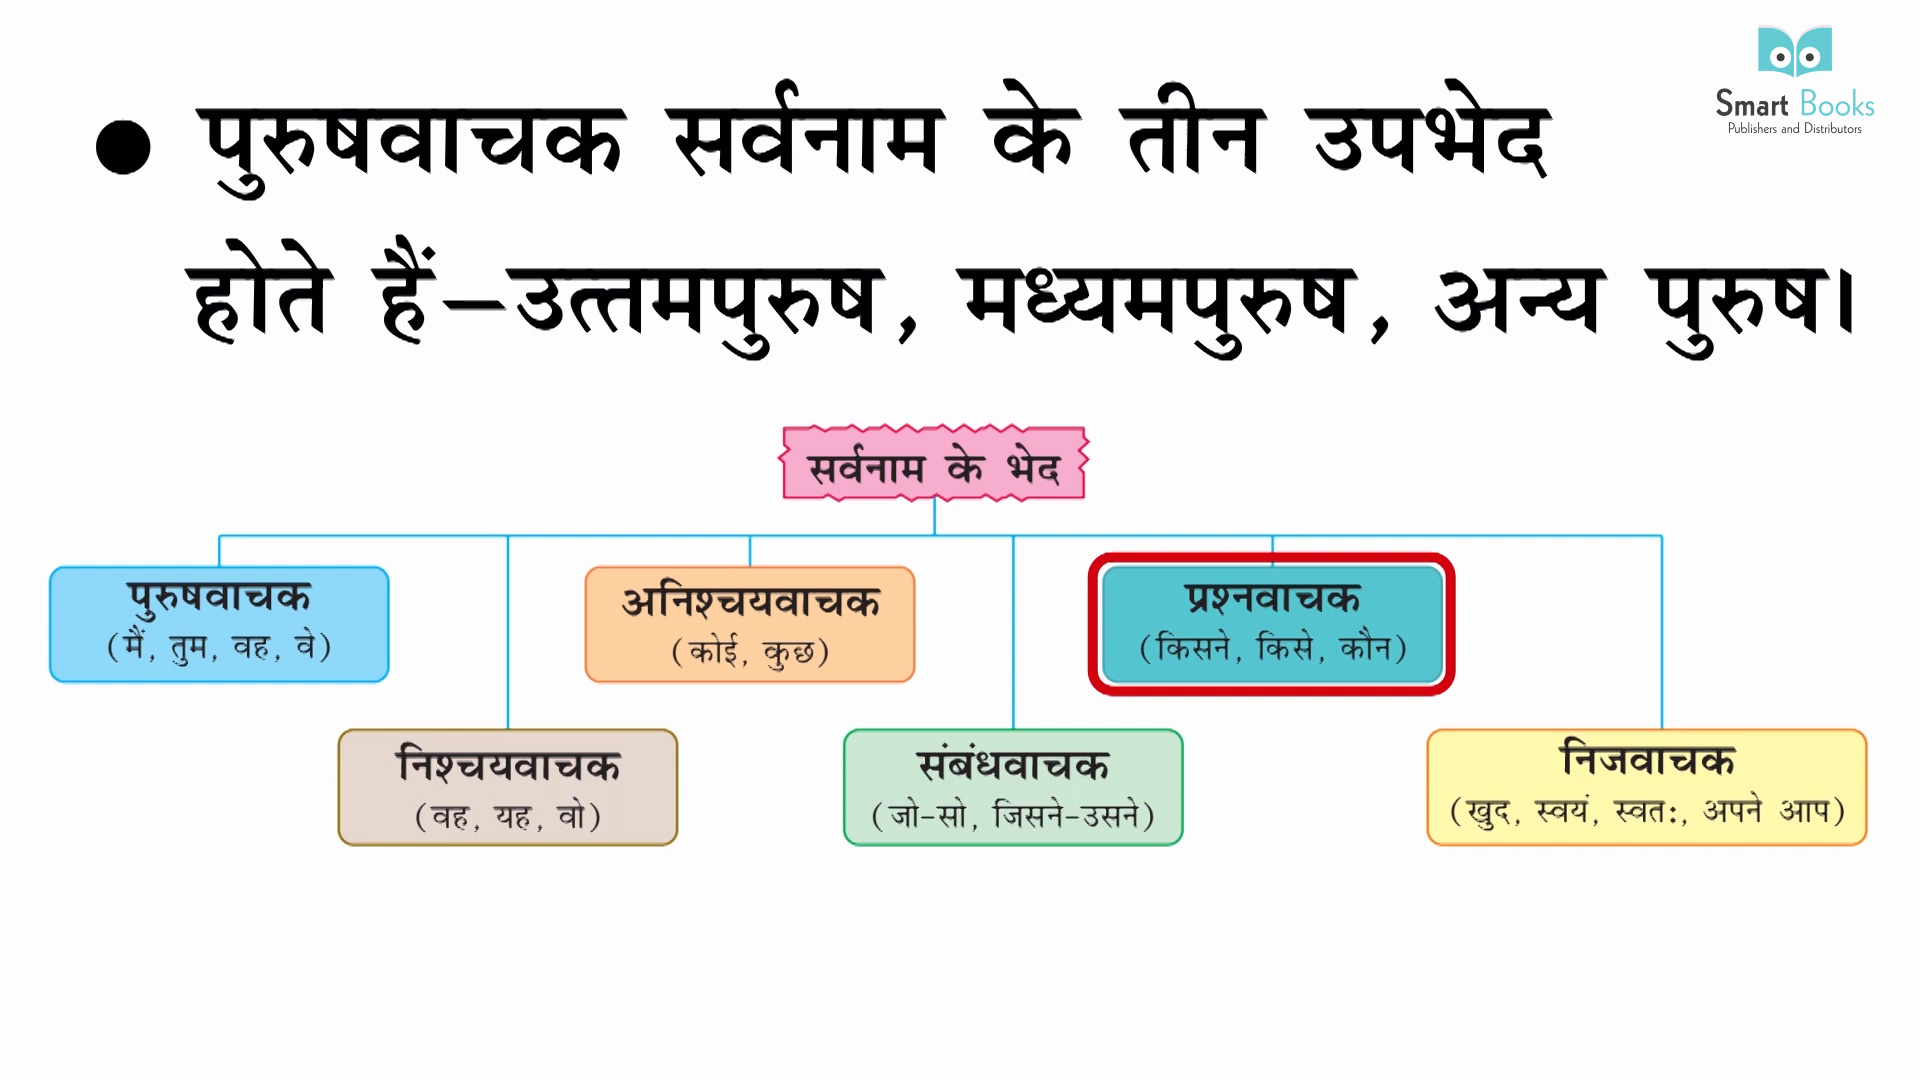 Smart Books
Publishers and Distributors
● पुरुषवाचक सर्वनाम के तीन उपभेद
होते हैं–उत्तमपुरुष, मध्यमपुरुष, अन्य पुरुष।
सर्वनाम के भेद
पुरुषवाचक
(मैं, तुम, वह, वे)
अनिश्चयवाचक
(कोई, कुछ)
प्रश्नवाचक
(किसने, किसे, कौन)
निश्चयवाचक
(वह, यह, वो)
संबंधवाचक
(जो-सो, जिसने-उसने)
निजवाचक
(खुद, स्वयं, स्वत:, अपने आप)